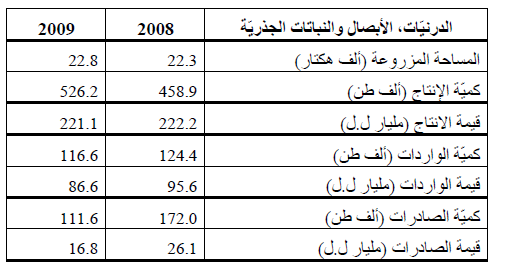 الدرنيّات، الأبصال والنباتات الجذريّة 2008 2009
المساحة المزروعة (ألف هكتار) 22.3 22.8
كميّة الإنتاج (ألف طن) 458.9 526.2
قيمة الانتاج (مليار ل.ل) 222.2 221.1
كميّة الواردات (ألف طن) 124.4 116.6
قيمة الواردات (مليار ل.ل) 95.6 86.6
كميّة الصادرات (ألف طن) 172.0 111.6
قيمة الصادرات (مليار ل.ل) 26.1 16.8